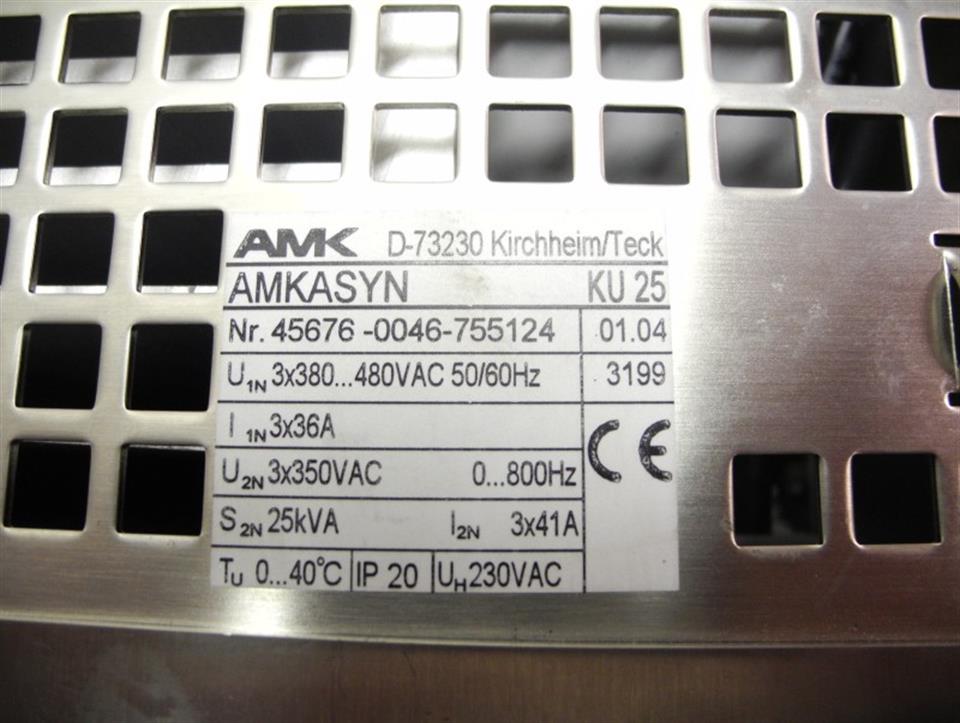 AMK D-73230 Kirchheim/Teck
AMKASYN KU 25
Nr. 45676 -0046-755124 01.04
U1N 3x380...480VAC 50/60Hz 3199
I 1N 3x36A
CE
U2N 3x350VAC 0...800Hz
S2N 25kVA I2N 3x41A
TU 0...40°C IP 20 UH 230VAC